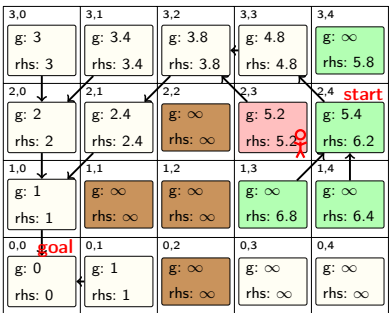 3,0 3,1 3,2 3,3 3,4
g: 3 g: 3.4 g: 3.8 g: 4.8 g: ∞
rhs: 3 rhs: 3.4 rhs: 3.8 rhs: 4.8 rhs: 5.8
2,0 2,1 2,2 2,3 2,4 start
g: 2 g: 2.4 g: ∞ g: 5.2 g: 5.4
rhs: 2 rhs: 2.4 rhs: ∞ rhs: 5.2 rhs: 6.2
1,0 1,1 1,2 1,3 1,4
g: 1 g: ∞ g: ∞ g: ∞ g: ∞
rhs: 1 rhs: ∞ rhs: ∞ rhs: 6.8 rhs: 6.4
0,0 goal 0,1 0,2 0,3 0,4
g: 0 g: 1 g: ∞ g: ∞ g: ∞
rhs: 0 rhs: 1 rhs: ∞ rhs: ∞ rhs: ∞